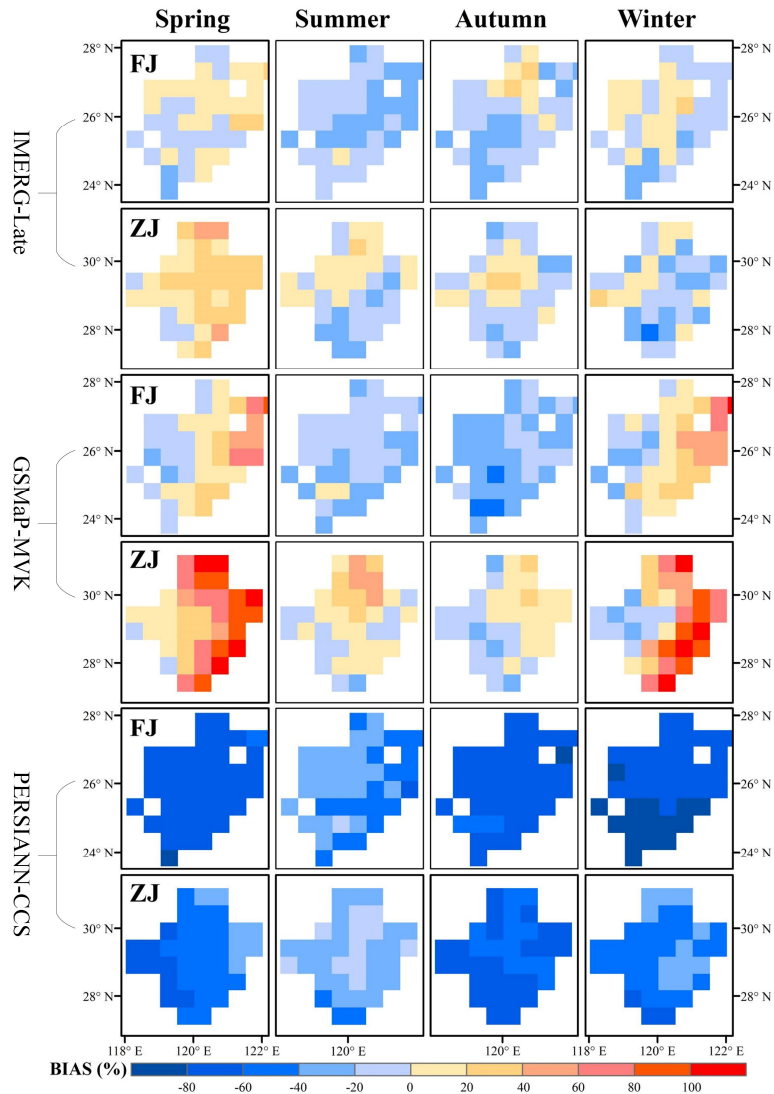 Spring Summer Autumn Winter
IMERG-Late
FJ
28° N 28° N
26° N 26° N
24° N 24° N
ZJ
30° N 30° N
28° N 28° N
GSMaP-MVK
FJ
28° N 28° N
26° N 26° N
24° N 24° N
ZJ
30° N 30° N
28° N 28° N
PERSIANN-CCS
FJ
28° N 28° N
26° N 26° N
24° N 24° N
ZJ
30° N 30° N
28° N 28° N
118° E 120° E 122° E 120° E 120° E 118° E 120° E 122° E
BIAS (%)
-80 -60 -40 -20 0 20 40 60 80 100